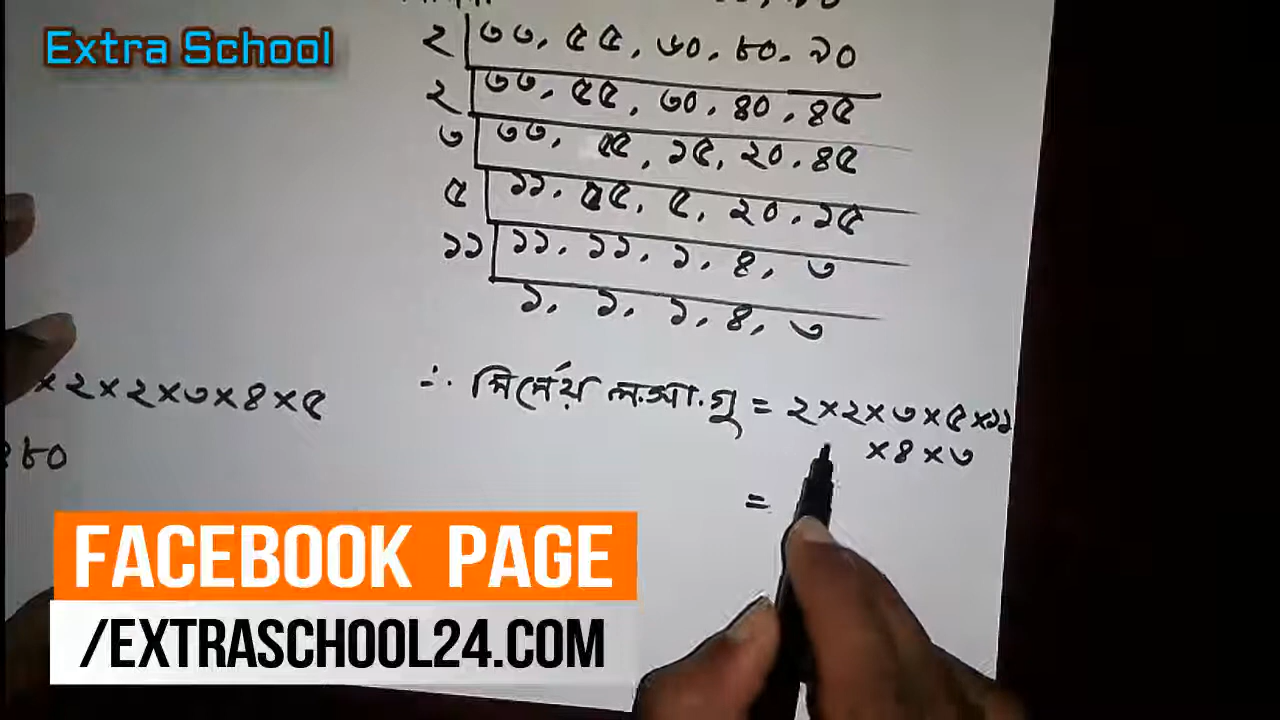 Extra School
২ ৩৩, ৫৫, ৬০, ৮০, ৯০
২ ৩৩, ৫৫, ৩০, ৪০, ৪৫
৩ ৩৩, ৫৫, ১৫, ২০, ৪৫
৫ ১১, ৫৫, ৫, ২০, ১৫
১১ ১১, ১১, ১, ৪, ৩
১, ১, ১, ৪, ৩
× ২ × ২ × ৩ × ৪ × ৫
৪৮০
∴ নির্ণেয় ল.সা.গু = ২ × ২ × ৩ × ৫ × ১১
× ৪ × ৩
=
FACEBOOK PAGE
/EXTRASCHOOL24.COM